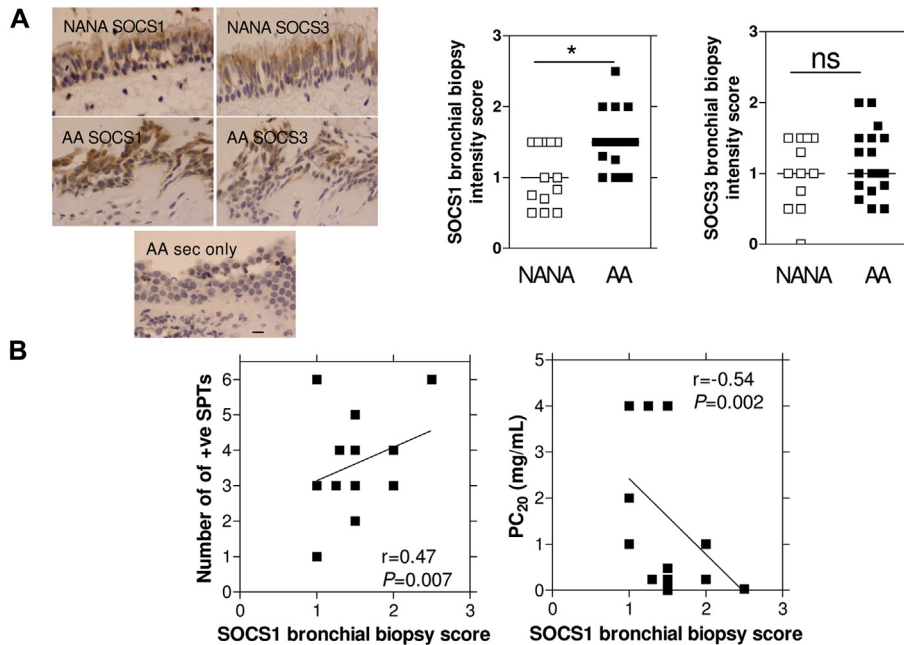 A
NANA SOCS1
NANA SOCS3
AA SOCS1
AA SOCS3
AA sec only
SOCS1 bronchial biopsy
intensity score
3
2
1
0
*
NANA
AA
SOCS3 bronchial biopsy
intensity score
3
2
1
0
ns
NANA
AA
B
Number of of +ve SPTs
6
5
4
3
2
1
0
r=0.47
P=0.007
0
1
2
3
SOCS1 bronchial biopsy score
PC20 (mg/mL)
5
4
3
2
1
0
r=-0.54
P=0.002
0
1
2
3
SOCS1 bronchial biopsy score